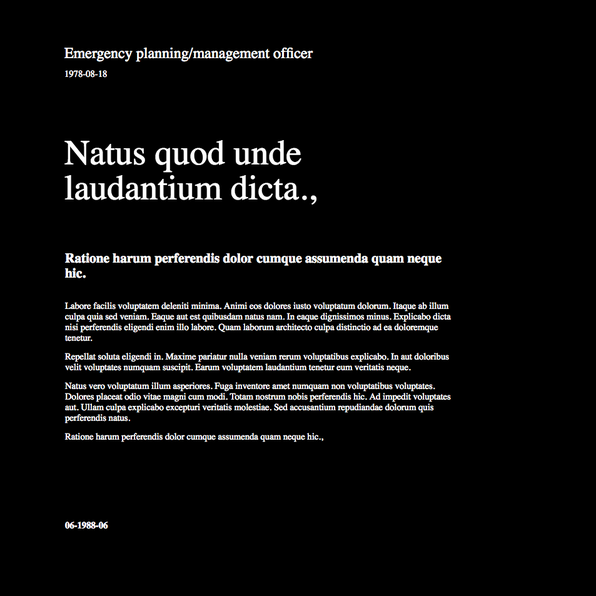 Emergency planning/management officer
1978-08-18
Natus quod unde
laudantium dicta.,
Ratione harum perferendis dolor cumque assumenda quam neque
hic.
Labore facilis voluptatem deleniti minima. Animi eos dolores iusto voluptatum dolorum. Itaque ab illum
culpa quia sed veniam. Eaque aut est quibusdam natus nam. In eaque dignissimos minus. Explicabo dicta
nisi perferendis eligendi enim illo labore. Quam laborum architecto culpa distinctio ad ea doloremque
tenetur.
Repellat soluta eligendi in. Maxime pariatur nulla veniam rerum voluptatibus explicabo. In aut doloribus
velit voluptates numquam suscipit. Earum voluptatem laudantium tenetur eum veritatis neque.
Natus vero voluptatum illum asperiores. Fuga inventore amet numquam non voluptatibus voluptates.
Dolores placeat odio vitae magni cum modi. Totam nostrum nobis perferendis hic. Ad impedit voluptates
aut. Ullam culpa explicabo excepturi veritatis molestiae. Sed accusantium repudiandae dolorum quis
perferendis natus.
Ratione harum perferendis dolor cumque assumenda quam neque hic.,
06-1988-06